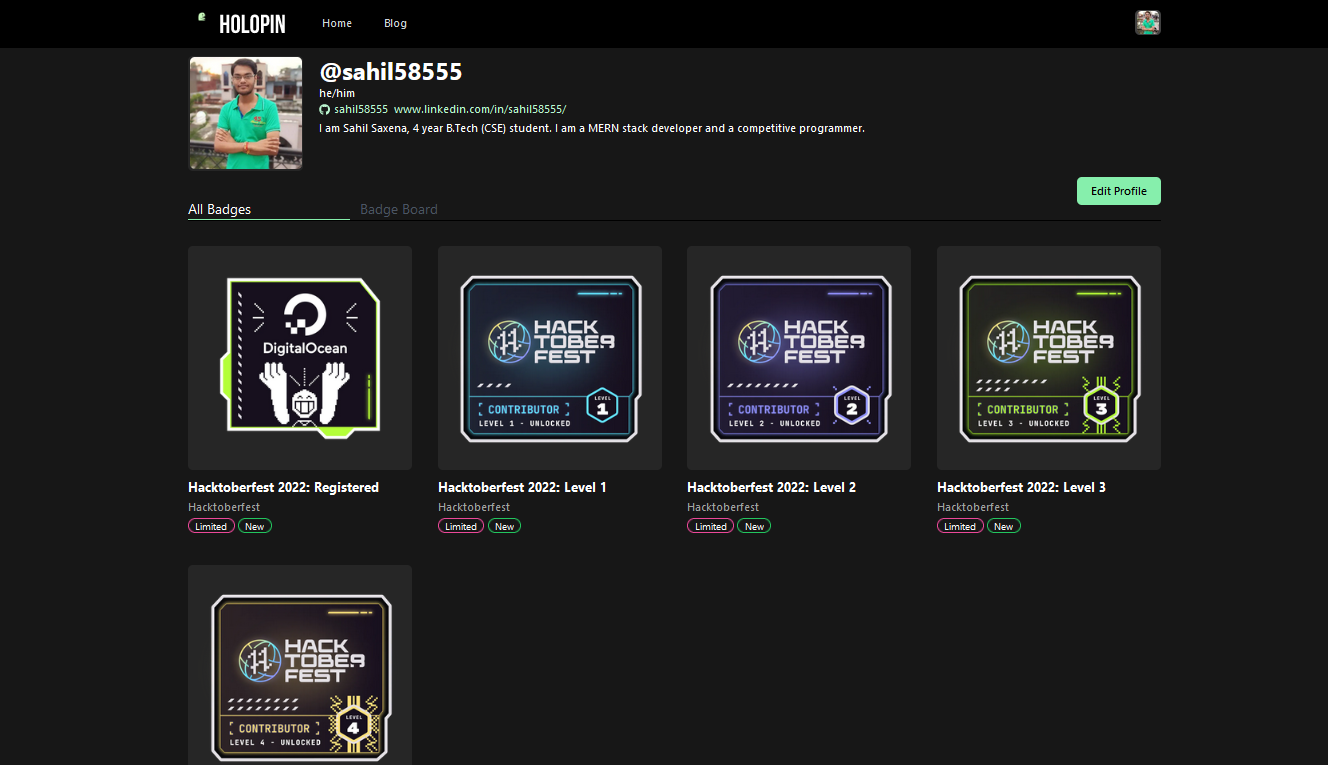 HOLOPIN Home Blog
@sahil58555
he/him
sahil58555 www.linkedin.com/in/sahil58555/
I am Sahil Saxena, 4 year B.Tech (CSE) student. I am a MERN stack developer and a competitive programmer.
Edit Profile
All Badges Badge Board
DigitalOcean
HACK
TOBER
FEST
[ CONTRIBUTOR ]
LEVEL
1
LEVEL 1 - UNLOCKED
HACK
TOBER
FEST
[ CONTRIBUTOR ]
LEVEL
2
LEVEL 2 - UNLOCKED
HACK
TOBER
FEST
[ CONTRIBUTOR ]
LEVEL
3
LEVEL 3 - UNLOCKED
Hacktoberfest 2022: Registered
Hacktoberfest
Limited New
Hacktoberfest 2022: Level 1
Hacktoberfest
Limited New
Hacktoberfest 2022: Level 2
Hacktoberfest
Limited New
Hacktoberfest 2022: Level 3
Hacktoberfest
Limited New
HACK
TOBER
FEST
[ CONTRIBUTOR ]
LEVEL
4
LEVEL 4 - UNLOCKED